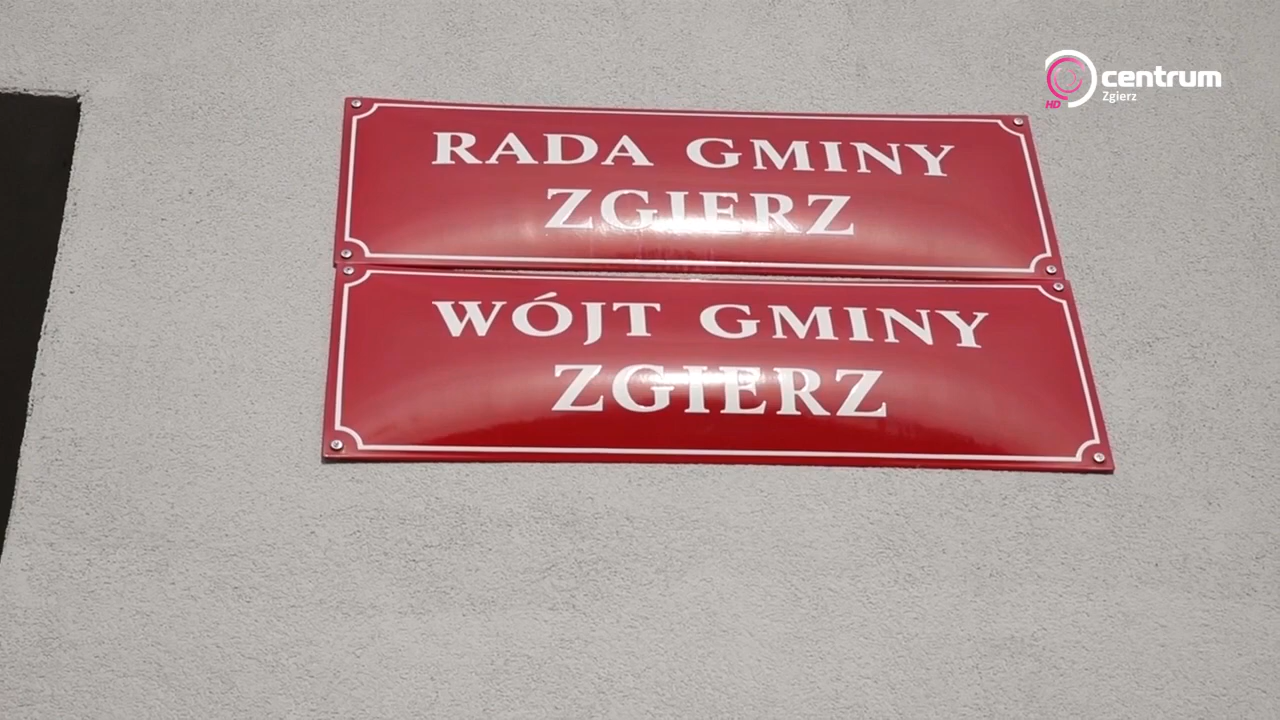 centrum
HD
Zgierz
RADA GMINY
ZGIERZ
WÓJT GMINY
ZGIERZ